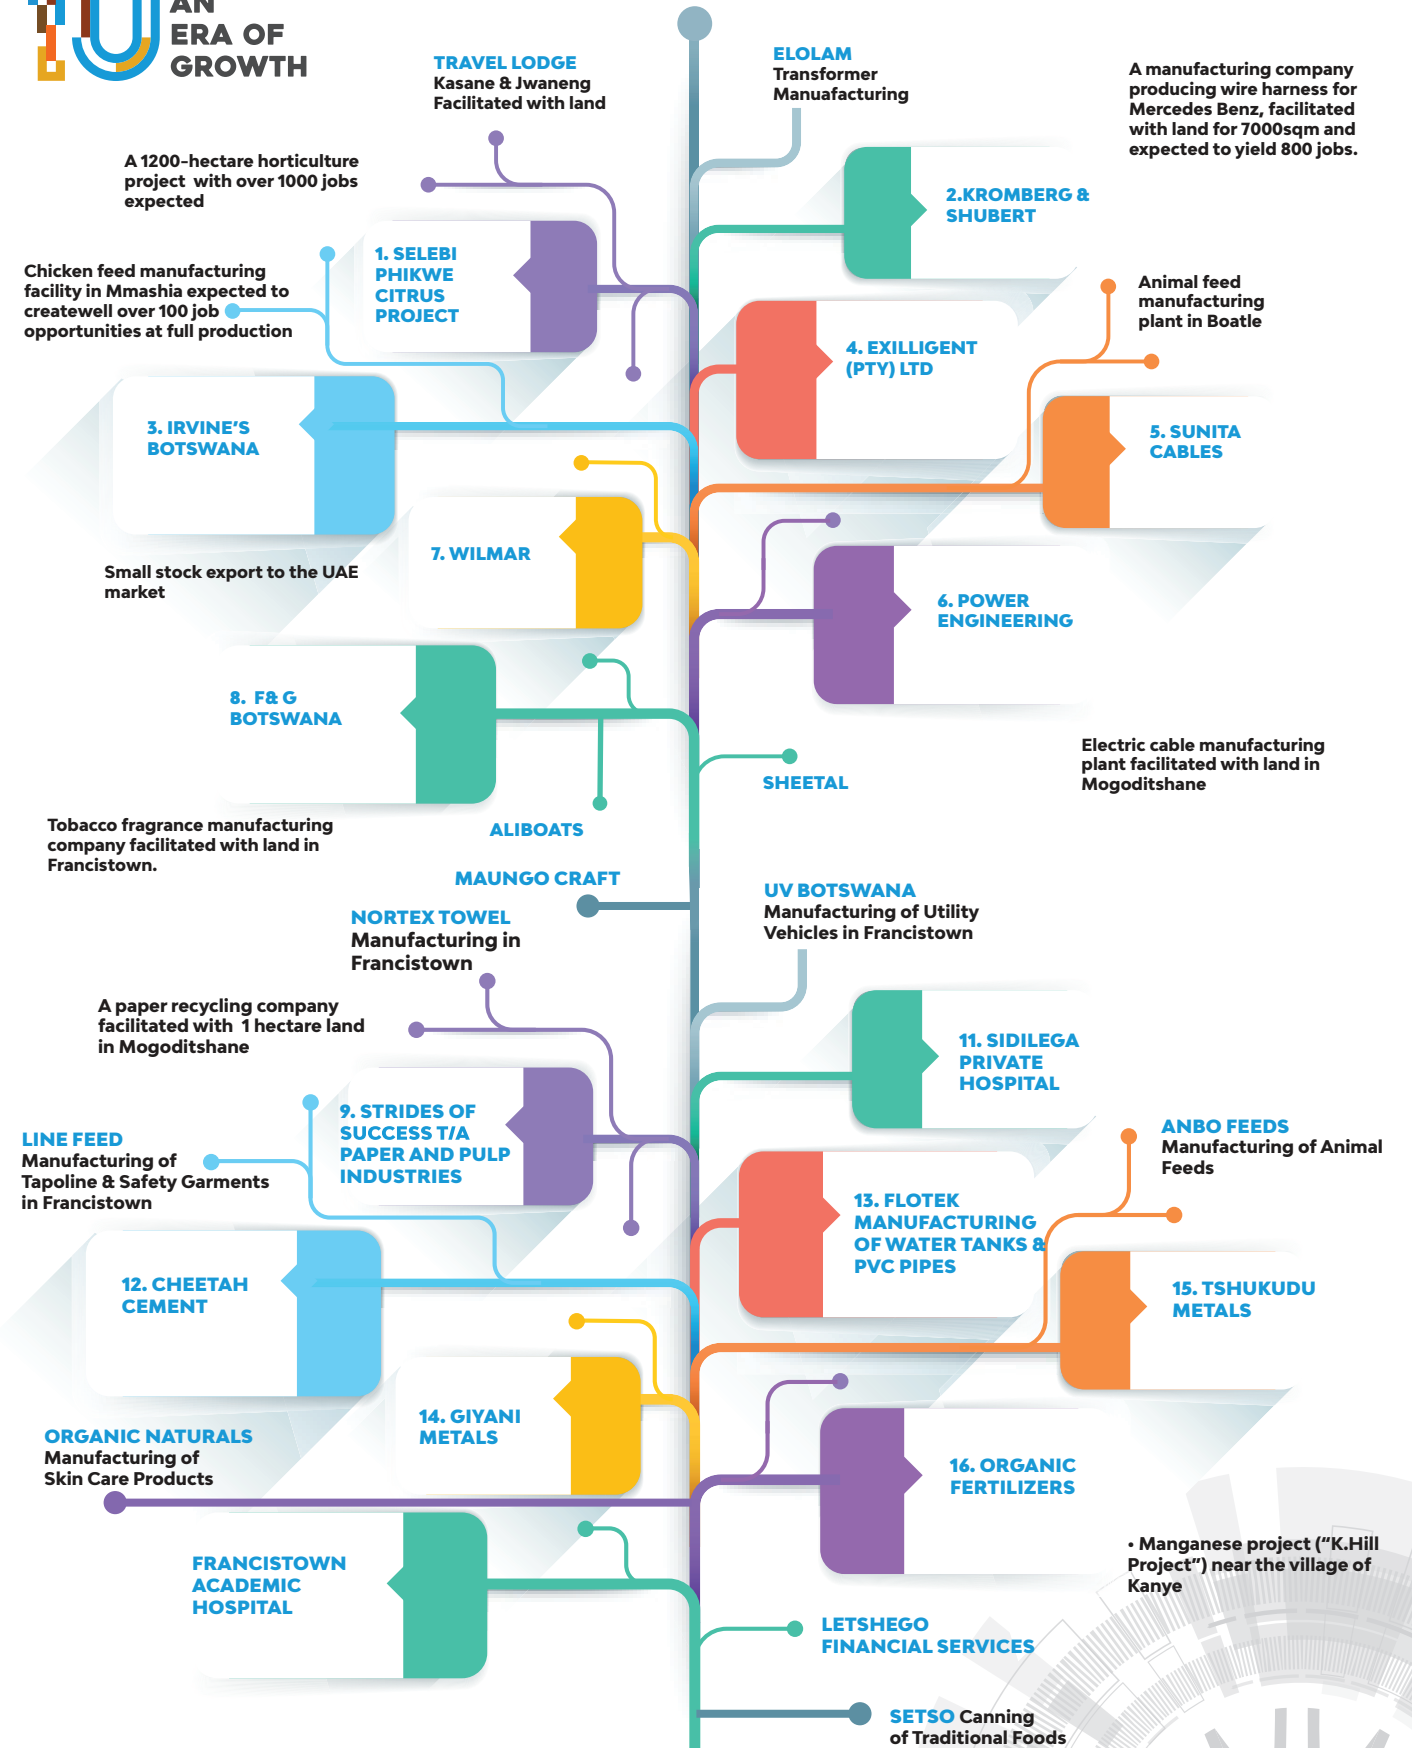 10
AN
ERA OF
GROWTH
TRAVEL LODGE
Kasane & Jwaneng
Facilitated with land
ELOLAM
Transformer
Manuafacturing
A manufacturing company
producing wire harness for
Mercedes Benz, facilitated
with land for 7000sqm and
expected to yield 800 jobs.
A 1200-hectare horticulture
project with over 1000 jobs
expected
2.KROMBERG &
SHUBERT
1. SELEBI
PHIKWE
CITRUS
PROJECT
Chicken feed manufacturing
facility in Mmashia expected to
createwell over 100 job
opportunities at full production
Animal feed
manufacturing
plant in Boatle
4. EXILLIGENT
(PTY) LTD
3. IRVINE'S
BOTSWANA
5. SUNITA
CABLES
7. WILMAR
Small stock export to the UAE
market
6. POWER
ENGINEERING
8. F& G
BOTSWANA
Electric cable manufacturing
plant facilitated with land in
Mogoditshane
SHEETAL
Tobacco fragrance manufacturing
company facilitated with land in
Francistown.
ALIBOATS
MAUNGO CRAFT
UV BOTSWANA
Manufacturing of Utility
Vehicles in Francistown
NORTEX TOWEL
Manufacturing in
Francistown
A paper recycling company
facilitated with 1 hectare land
in Mogoditshane
11. SIDILEGA
PRIVATE
HOSPITAL
9. STRIDES OF
SUCCESS T/A
PAPER AND PULP
INDUSTRIES
LINE FEED
Manufacturing of
Tapoline & Safety Garments
in Francistown
ANBO FEEDS
Manufacturing of Animal
Feeds
13. FLOTEK
MANUFACTURING
OF WATER TANKS &
PVC PIPES
12. CHEETAH
CEMENT
15. TSHUKUDU
METALS
14. GIYANI
METALS
ORGANIC NATURALS
Manufacturing of
Skin Care Products
16. ORGANIC
FERTILIZERS
• Manganese project ("K.Hill
Project") near the village of
Kanye
FRANCISTOWN
ACADEMIC
HOSPITAL
LETSHEGO
FINANCIAL SERVICES
SETSO Canning
of Traditional Foods